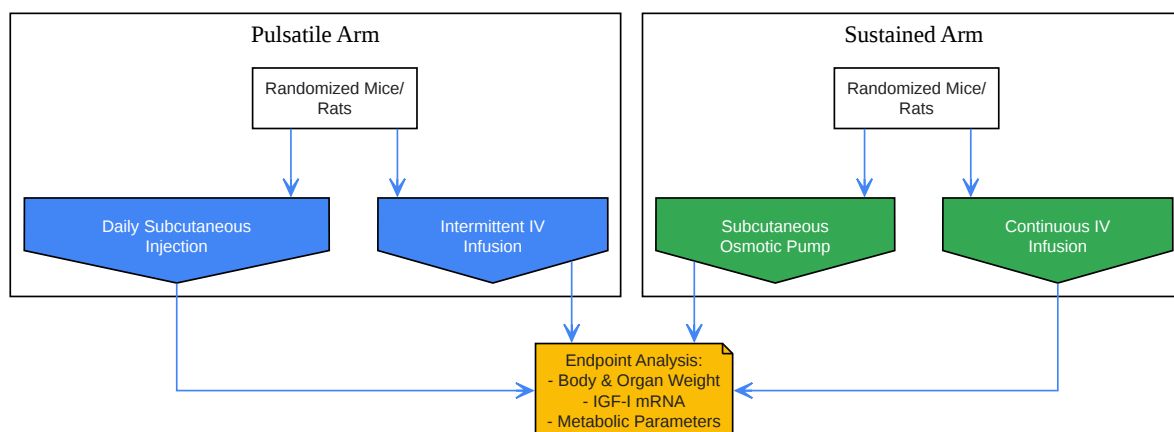 Pulsatile Arm
Randomized Mice/
Rats
Daily Subcutaneous
Injection
Intermittent IV
Infusion
Sustained Arm
Randomized Mice/
Rats
Subcutaneous
Osmotic Pump
Continuous IV
Infusion
Endpoint Analysis:
- Body & Organ Weight
- IGF-I mRNA
- Metabolic Parameters